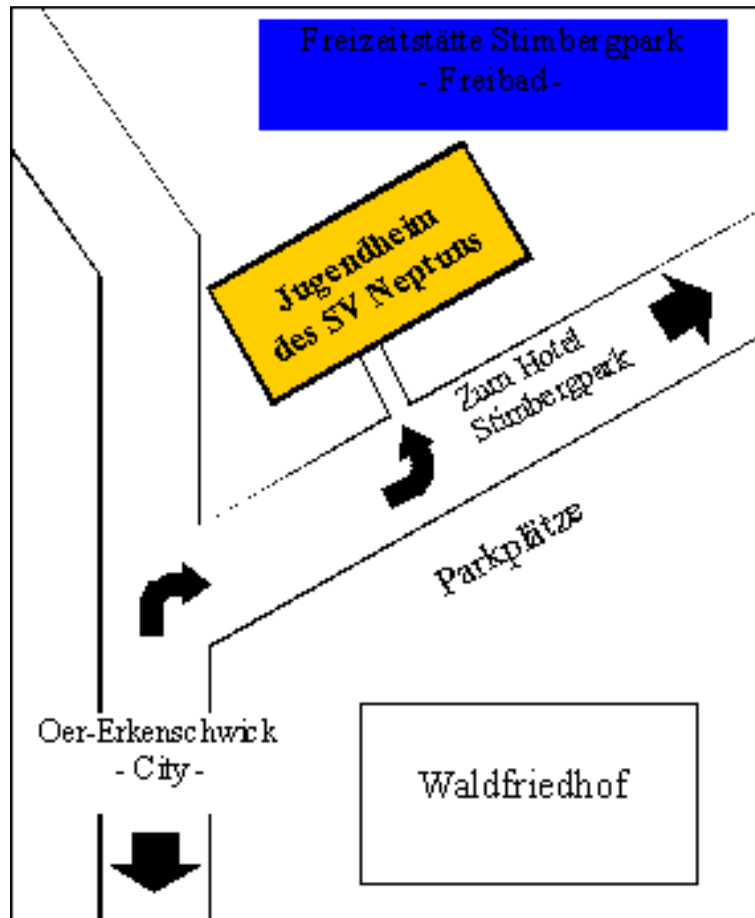 Freizeitstätte Stimbergpark
- Freibad -
Jugendheim
des SV Neptuns
Zum Hotel
Stimbergpark
Parkplätze
Oer-Erkenschwick
- City -
Waldfriedhof